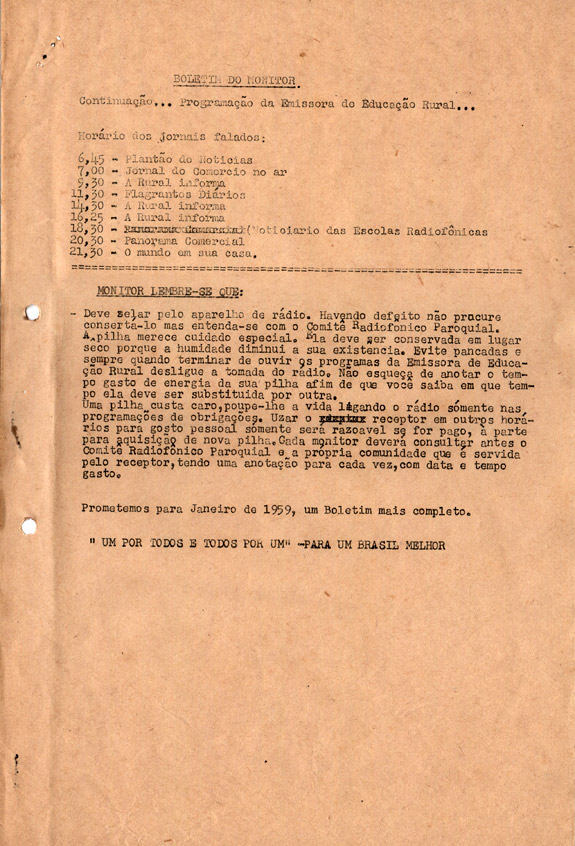 BOLETIM DO MONITOR.
Continuação... Programação da Emissora de Educação Rural...
Horário dos jornais falados:
6,45 - Plantão de Noticias
7,00 - Jornal do Comercio no ar
9,30 - A Rural informa
11,30 - Flagrantes Diários
14,30 - A Rural informa
16,25 - A Rural informa
18,30 - (Noticiario das Escolas Radiofônicas
20,30 - Panorama Comercial
21,30 - O mundo em sua casa.
MONITOR LEMBRE-SE QUE:
- Deve zelar pelo aparelho de rádio. Havendo defeito não procure
conserta-lo mas entenda-se com o Comitê Radiofonico Paroquial.
A pilha merece cuidado especial. Ela deve ser conservada em lugar
seco porque a humidade diminui a sua existencia. Evite pancadas e
sempre quando terminar de ouvir os programas da Emissora de Educa-
ção Rural desligue a tomada do rádio. Não esqueça de anotar o tem-
po gasto de energia da sua pilha afim de que você saiba em que tem-
po ela deve ser substituida por outra.
Uma pilha custa caro,poupe-lhe a vida ligando o rádio sómente nas
programações de obrigações. Uzar o receptor em outros horá-
rios para gosto pessoal sómente será razoavel se for pago, à parte
para aquisição de nova pilha.Cada monitor deverá consultar antes o
Comitê Radiofônico Paroquial e a própria comunidade que é servida
pelo receptor,tendo uma anotação para cada vez,com data e tempo
gasto.
Prometemos para Janeiro de 1959, um Boletim mais completo.
" UM POR TODOS E TODOS POR UM" -PARA UM BRASIL MELHOR